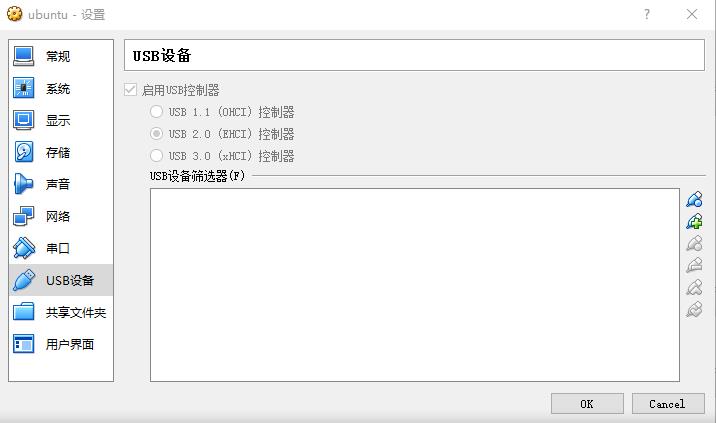 ubuntu - 设置
?
常规
系统
显示
存储
声音
网络
串口
USB设备
共享文件夹
用户界面
USB设备
启用USB控制器
USB 1.1 (OHCI) 控制器
USB 2.0 (EHCI) 控制器
USB 3.0 (xHCI) 控制器
USB设备筛选器(F)
OK
Cancel